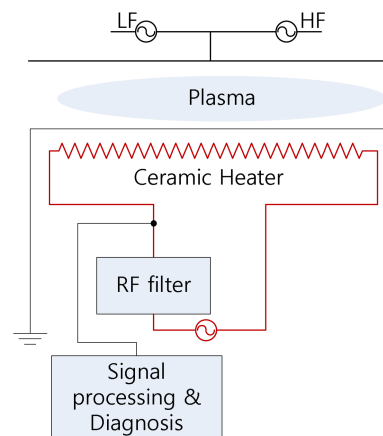 LF HF
Plasma
Ceramic Heater
RF filter
Signal
processing &
Diagnosis